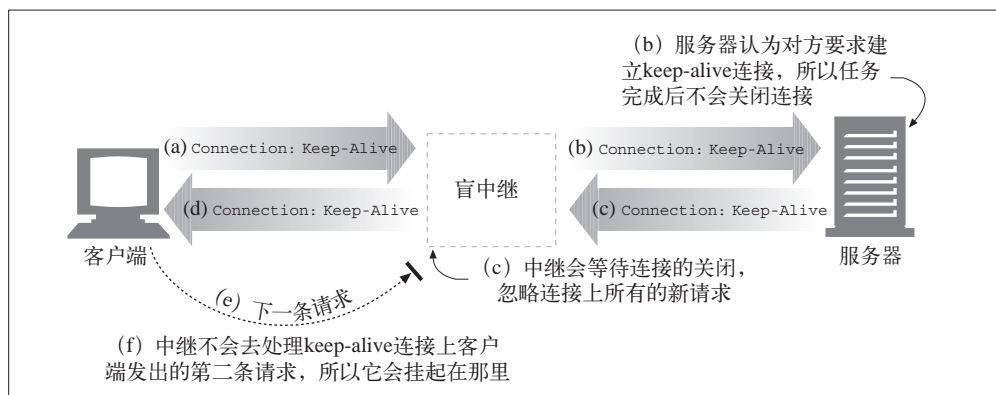 （b）服务器认为对方要求建
立keep-alive连接，所以任务
完成后不会关闭连接
(a) Connection: Keep-Alive
(b) Connection: Keep-Alive
盲中继
(d) Connection: Keep-Alive
(c) Connection: Keep-Alive
客户端
服务器
（c）中继会等待连接的关闭，
忽略连接上所有的新请求
（e）下一条请求
（f）中继不会去处理keep-alive连接上客户
端发出的第二条请求，所以它会挂起在那里